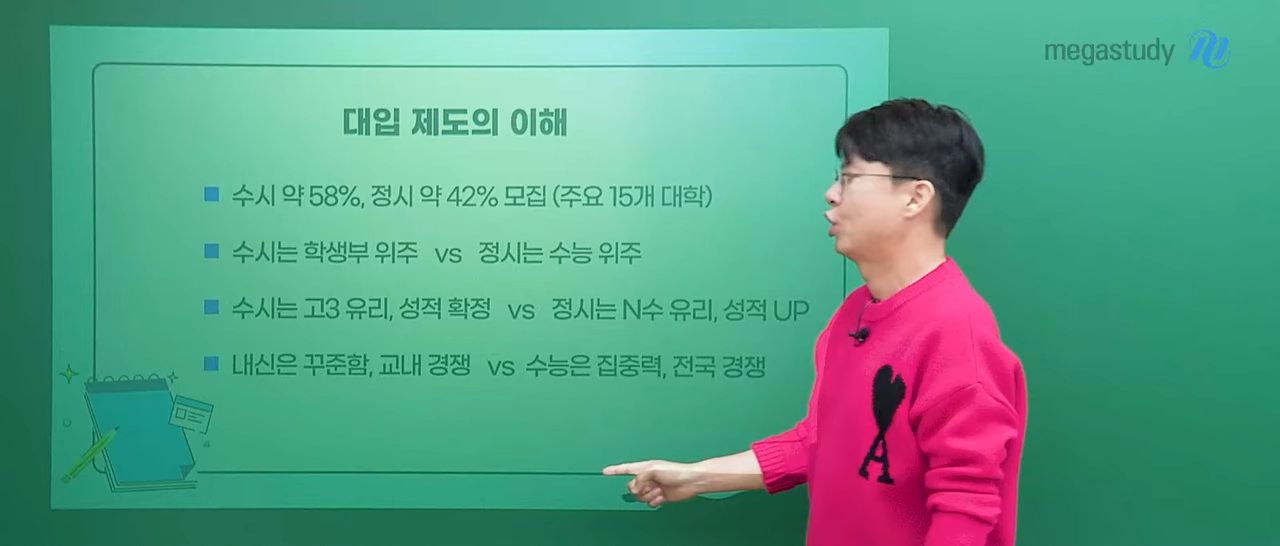 megastudy
대입 제도의 이해
수시 약 58%, 정시 약 42% 모집 (주요 15개 대학)
수시는 학생부 위주 vs 정시는 수능 위주
수시는 고3 유리, 성적 확정 vs 정시는 N수 유리, 성적 UP
내신은 꾸준함, 교내 경쟁 vs 수능은 집중력, 전국 경쟁
A